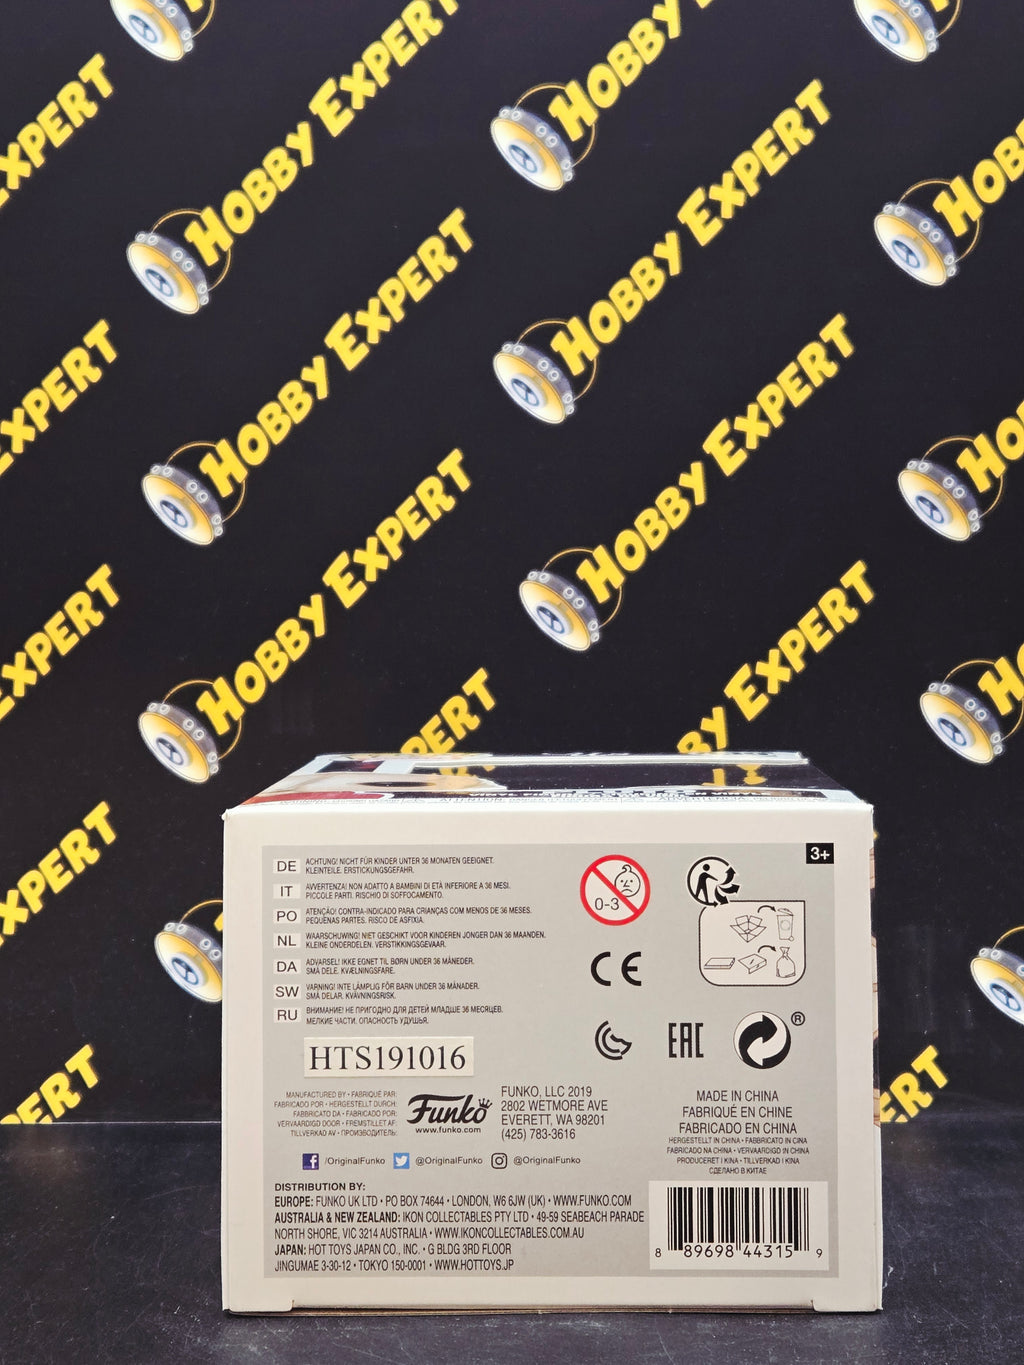 HOBBY EXPERT
HOBBY EXPERT
HOBBY EXPERT
HOBBY EXPERT
HOBBY EXPERT
HOBBY EXPERT
3+
DE ACHTUNG! NICHT FÜR KINDER UNTER 36 MONATEN GEEIGNET.
KLEINTEILE. ERSTICKUNGSGEFAHR.
IT AVVERTENZA! NON ADATTO A BAMBINI DI ETÀ INFERIORE A 36 MESI.
PICCOLE PARTI. RISCHIO DI SOFFOCAMENTO.
PO ATENÇÃO! CONTRA-INDICADO PARA CRIANÇAS COM MENOS DE 36 MESES.
PEQUENAS PARTES. RISCO DE ASFIXIA.
NL WAARSCHUWING! NIET GESCHIKT VOOR KINDEREN JONGER DAN 36 MAANDEN.
KLEINE ONDERDELEN. VERSTIKKINGSGEVAAR.
DA ADVARSEL! IKKE EGNET TIL BØRN UNDER 36 MÅNEDER.
SMÅ DELE. KVÆLNINGSFARE.
SW VARNING! INTE LÄMPLIG FÖR BARN UNDER 36 MÅNADER.
SMÅ DELAR. KVÄVNINGSRISK.
RU ВНИМАНИЕ! НЕ ПРИГОДНО ДЛЯ ДЕТЕЙ МЛАДШЕ 36 МЕСЯЦЕВ.
МЕЛКИЕ ЧАСТИ. ОПАСНОСТЬ УДУШЬЯ.
0-3
CE
EAC
®
HTS191016
MANUFACTURED BY • FABRIQUÉ PAR:
FABRICADO POR • HERGESTELLT DURCH:
FABBRICATO DA • FABRICADO POR:
VERVAARDIGD DOOR • FREMSTILLET AF:
TILLVERKAD AV • ПРОИЗВОДИТЕЛЬ:
Funko
www.funko.com
FUNKO, LLC 2019
2802 WETMORE AVE
EVERETT, WA 98201
(425) 783-3616
MADE IN CHINA
FABRIQUÉ EN CHINE
FABRICADO EN CHINA
HERGESTELLT IN CHINA • FABBRICATO IN CINA
FABRICADO NA CHINA • VERVAARDIGD IN CHINA
PRODUCERET I KINA • TILLVERKAD I KINA
СДЕЛАНО В КИТАЕ
/OriginalFunko @OriginalFunko @OriginalFunko
DISTRIBUTION BY:
EUROPE: FUNKO UK LTD • PO BOX 74644 • LONDON, W6 6JW (UK) • WWW.FUNKO.COM
AUSTRALIA & NEW ZEALAND: IKON COLLECTABLES PTY LTD • 49-59 SEABEACH PARADE
NORTH SHORE, VIC 3214 AUSTRALIA • WWW.IKONCOLLECTABLES.COM.AU
JAPAN: HOT TOYS JAPAN CO., INC. • G BLDG 3RD FLOOR
JINGUMAE 3-30-12 • TOKYO 150-0001 • WWW.HOTTOYS.JP
8 89698 44315 9